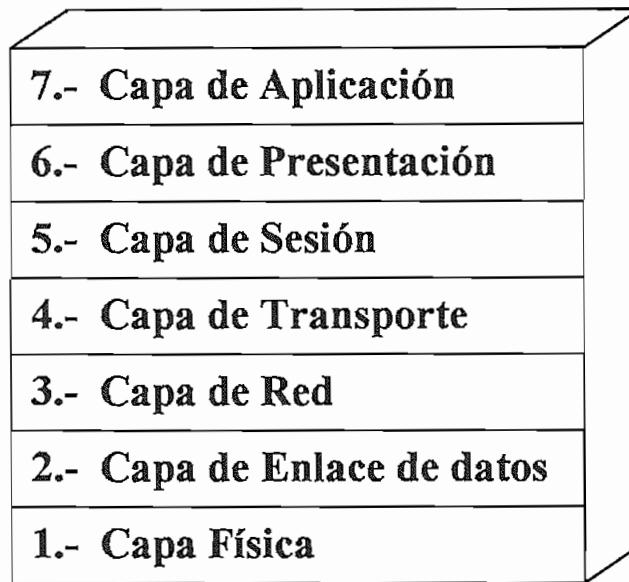 7.- Capa de Aplicación
6.- Capa de Presentación
5.- Capa de Sesión
4.- Capa de Transporte
3.- Capa de Red
2.- Capa de Enlace de datos
1.- Capa Física